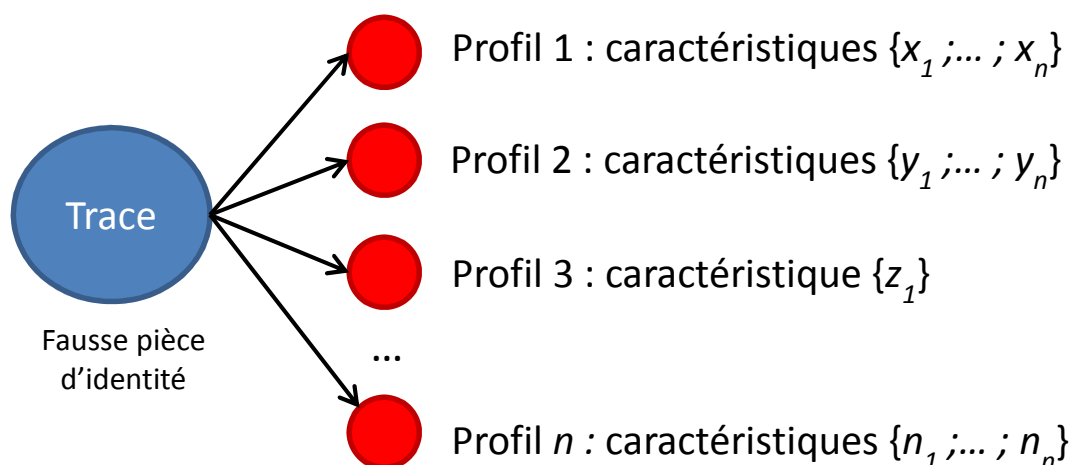 Profil 1 : caractéristiques {x₁ ;… ; xₙ}
Profil 2 : caractéristiques {y₁ ;… ; yₙ}
Trace
Profil 3 : caractéristique {z₁}
Fausse pièce
d’identité
...
Profil n : caractéristiques {n₁ ;… ; nₙ}